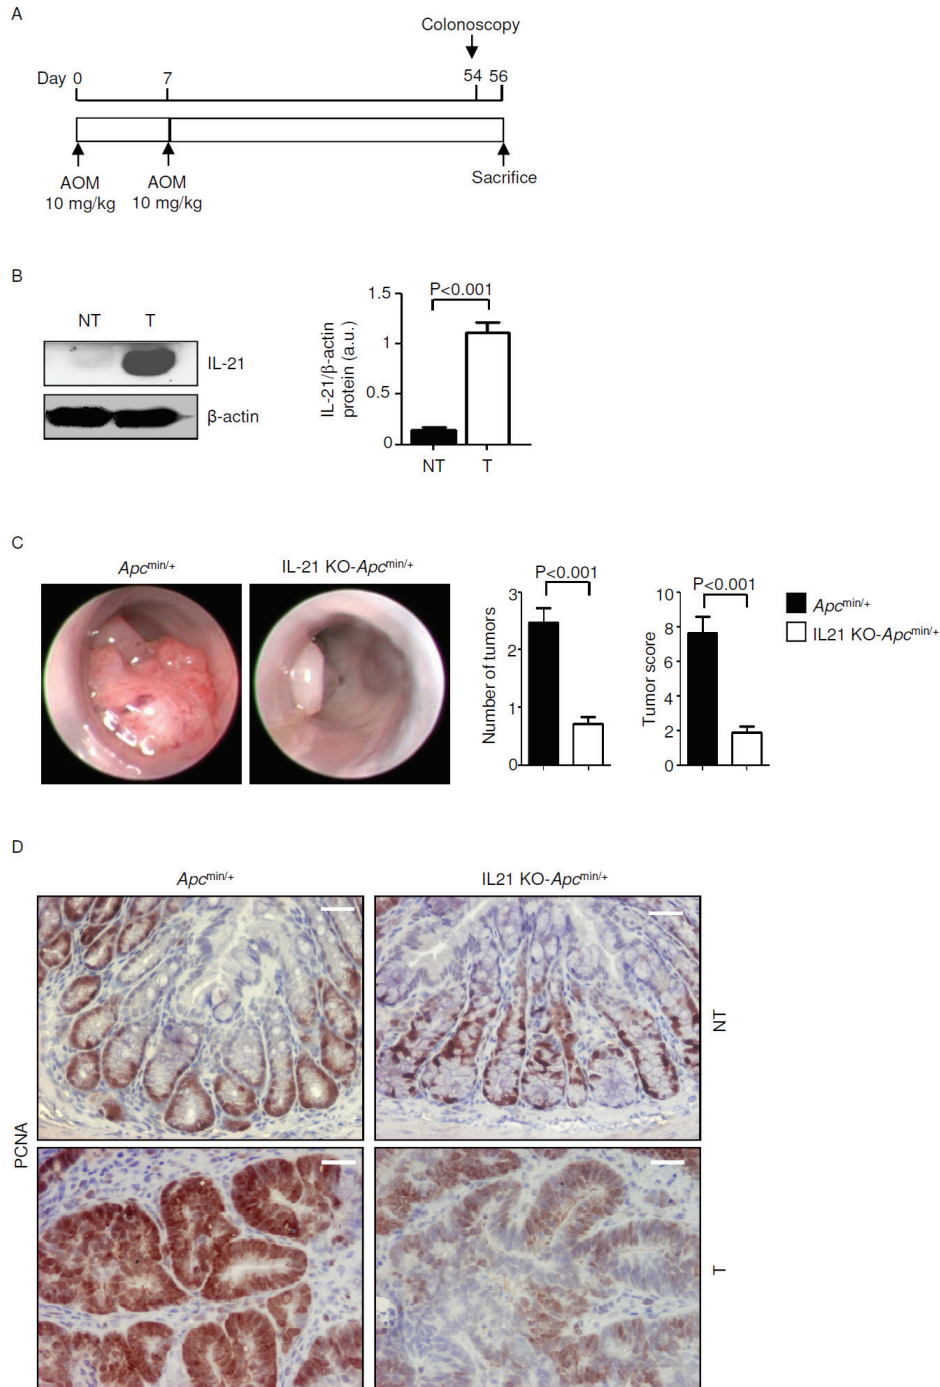 A
Colonoscopy
Day 0 7 54 56
AOM
10 mg/kg
AOM
10 mg/kg
Sacrifice
B
NT T
IL-21
β-actin
IL-21/β-actin
protein (a.u.)
1.5
1
0.5
0
P<0.001
NT T
C
Apcmin/+
IL-21 KO-Apcmin/+
Number of tumors
3
2
1
0
P<0.001
Tumor score
10
8
6
4
2
0
P<0.001
Apcmin/+
IL21 KO-Apcmin/+
D
Apcmin/+
IL21 KO-Apcmin/+
PCNA
NT
T